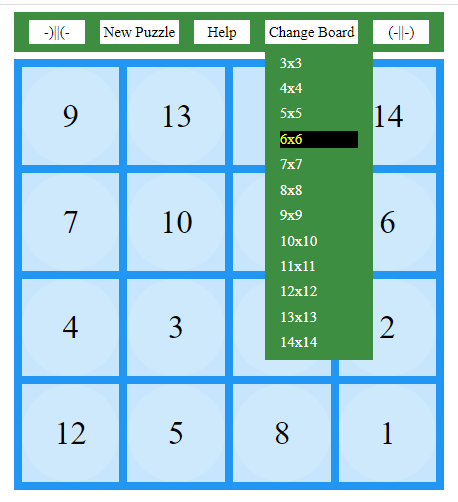 -)||(- New Puzzle Help Change Board (-||-)
3x3
4x4
5x5
6x6
7x7
8x8
9x9
10x10
11x11
12x12
13x13
14x14
9 13 14
7 10 6
4 3 2
12 5 8 1